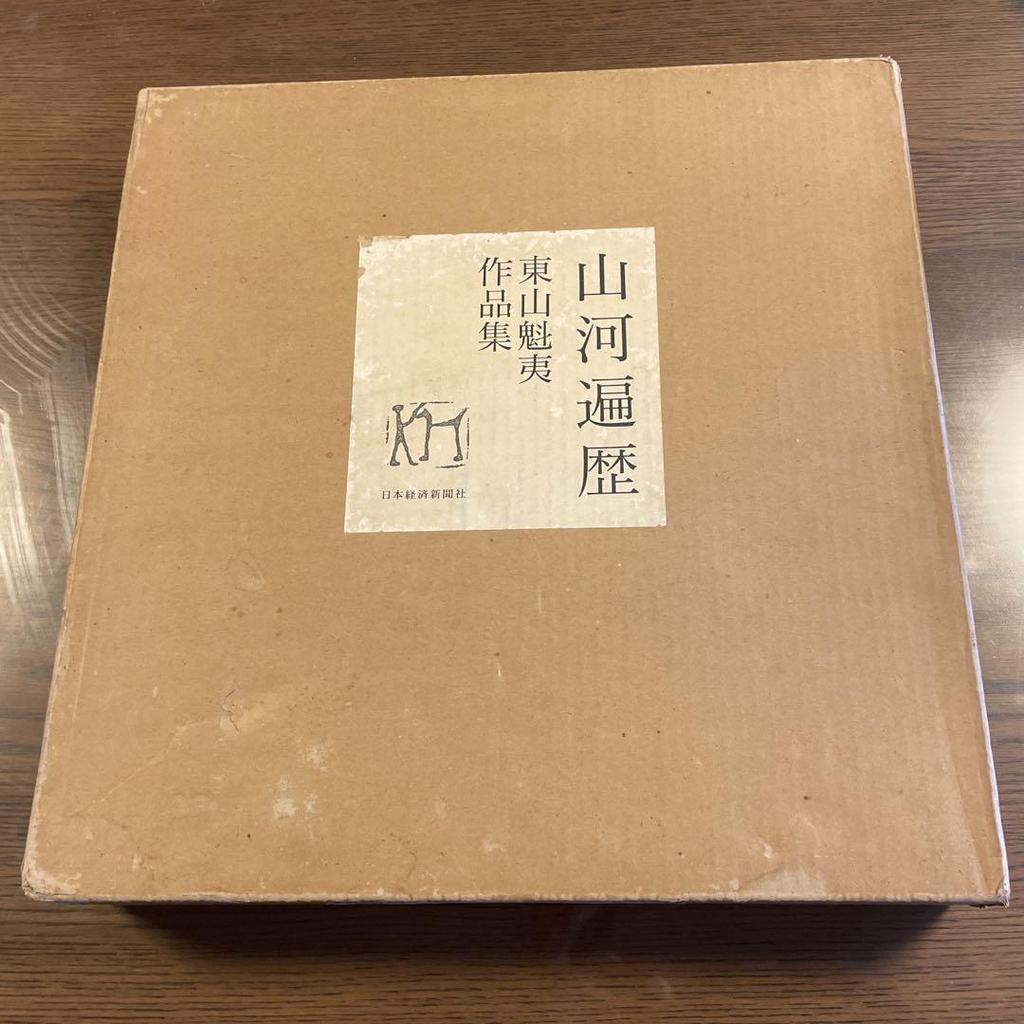 山河遍歴
東山魁夷
作品集
日本経済新聞社